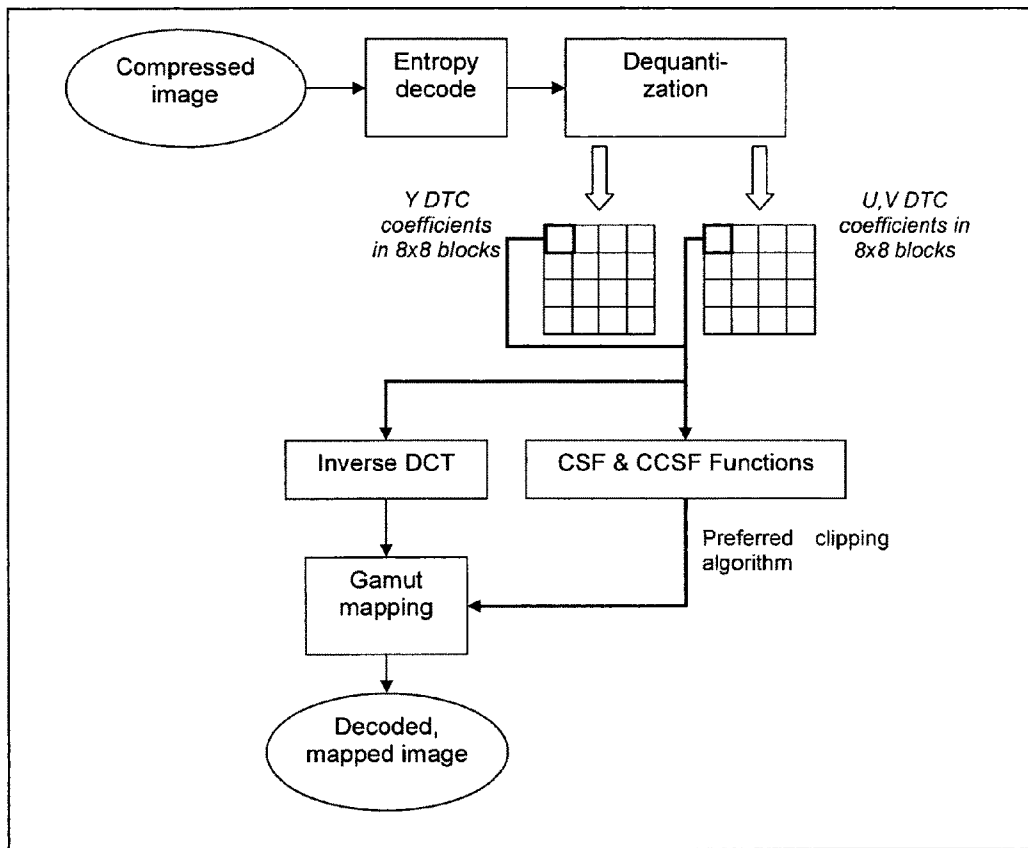 Compressed
image
Entropy
decode
Dequanti-
zation
Y DTC
coefficients
in 8x8 blocks
U,V DTC
coefficients in
8x8 blocks
Inverse DCT
CSF & CCSF Functions
Preferred clipping
algorithm
Gamut
mapping
Decoded,
mapped image